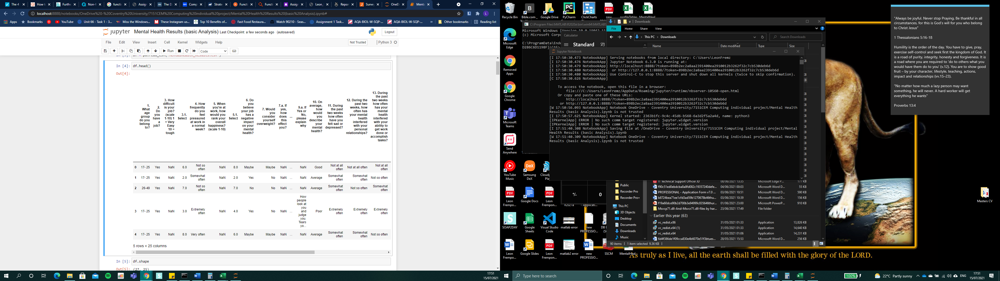 The 4
How to
Furthe
Non-
functi
Assign
The D
Comp
Strate
Functi
Functi
Assign
Leon_
Repor
Surve
OneD
Menta
localhost:8888/notebooks/OneDrive%20-%20Coventry%20University/7151CEM%20Computing%20individual%20project/Mental%20Health%20Results%20(basic%20Analysis).ipynb#
Apps
Bookmarks
YouTube
Unit 66 - Task 1 - 3...
Miss the Windows...
These Instagram us...
Top 10 Benefits of...
Fast Food Restaura...
Watch 90210 - Seas...
Assignment 1 Task...
AQA-BIOL-W-SQP-...
AQA-BIOL-W-SQP-...
Other bookmarks
Reading list
jupyter Mental Health Results (basic Analysis) Last Checkpoint: a few seconds ago (autosaved)
Logout
File Edit View Insert Cell Kernel Widgets Help
Not Trusted
Python 3
Run
Code
In [4]: df.head()
Out[4]:
1. What age group do you belong to?
2. Do you have a job?
3. How difficult is your job? (scale 1-10) 1 = Very Easy 10 = tough
3.1. Select
4. How frequently do you feel pressured at work in a normal week?
5. When you're at work, how would you rank your overall happiness? (scale 1-10)
5.1. Select
6. Do you believe your job has a negative impact on your mental health?
7. Would you consider yourself overweight?
7.a. If yes, how does this effect you?
...
9.a If Yes or No, please explain why
10. On average, how would you describe your mental health?
11. During the past two weeks how often have you felt sad or depressed?
12. During the past two weeks, how often has your mental health interfered with your personal relationships?
13. During the past two weeks how often has your mental health interfered with your ability to get work done or accomplish tasks?
0 17- 25 Yes NaN 6.0 Not so often NaN 8.0 Maybe Maybe NaN ... NaN Good Not at all often Not at all often Not at all often
1 17- 25 Yes NaN 2.0 Somewhat often NaN 2.0 Yes No NaN ... NaN Average Somewhat often Somewhat often Not so often
2 26-49 Yes NaN 7.0 Not so often NaN 7.0 No No NaN ... NaN Average Somewhat often Not so often Somewhat often
3 17- 25 Yes NaN 3.0 Extremely often NaN 4.0 Yes No NaN ... How people look at you and judge you. Tears yo... Poor Extremely often Extremely often Extremely often
4 17- 25 Yes NaN 8.0 Very often NaN 6.0 Maybe Maybe NaN ... NaN Average Somewhat often Somewhat often Not so often
5 rows × 25 columns
In [5]: df.shape
Out[5]: (27, 25)
17:51
15/07/2021
Recycle Bin
Bible.com _
Google Drive
PyCharm
ClickCharts
new
profileTables
MentalHeal
Microsoft Edge
Removed Apps
Google Chrome
Microsoft Teams
Send Anywhere
YouTube Music
Samsung DeX
Leon Frempo...
Google Docs
Leon Frempon...
SOAP2DAY
Google Sheets
Visual Studio Code
matlab error
new PROFESSIO...
Leon Frempo...
Google Slides
Leon Frempon...
matlab2 error
new PROFESSIO...
SSCM
MentalHeal...
Masters CV
C:\Program Files\MATLAB\R2020a\bin\win64\MATLABS
Microsoft Windows [Version 10.0.19042.11
(c) Microsoft Corpo
C:\ProgramData\Ende
Calculator
Standard
+/-
0
Downloads
File Home Share View
This PC > Downloads
Search Downloads
Name Date modified Type Size
Jupyter Notebook
[I 17:50:30.473 NotebookApp] Serving notebooks from local directory: C:\Users\LeonFremz
[I 17:50:30.476 NotebookApp] Jupyter Notebook 6.3.0 is running at:
[I 17:50:30.479 NotebookApp] http://localhost:8888/?token=898b2ec2a8aa2391400ea2910012b3262f32c7cb530deb6d
[I 17:50:30.480 NotebookApp]  or http://127.0.0.1:8888/?token=898b2ec2a8aa2391400ea2910012b3262f32c7cb530deb6d
[I 17:50:30.480 NotebookApp] Use Control-C to stop this server and shut down all kernels (twice to skip confirmation).
[C 17:50:30.626 NotebookApp]
To access the notebook, open this file in a browser:
file:///C:/Users/LeonFremz/AppData/Roaming/jupyter/runtime/nbserver-10560-open.html
Or copy and paste one of these URLs:
http://localhost:8888/?token=898b2ec2a8aa2391400ea2910012b3262f32c7cb530deb6d
or http://127.0.0.1:8888/?token=898b2ec2a8aa2391400ea2910012b3262f32c7cb530deb6d
[W 17:50:56.093 NotebookApp] Notebook OneDrive - Coventry University/7151CEM Computing individual project/Mental Health
Results (basic Analysis).ipynb is not trusted
[I 17:50:57.625 NotebookApp] Kernel started: 2363b1fc-9c4c-45d6-b568-6a3d2f5a2a4d, name: python3
[IPKernelApp] ERROR | No such comm target registered: jupyter.widget.version
[IPKernelApp] ERROR | No such comm target registered: jupyter.widget.version
[I 17:51:40.308 NotebookApp] Saving file at /OneDrive - Coventry University/7151CEM Computing individual project/Mental
Health Results (basic Analysis).ipynb
[W 17:51:40.309 NotebookApp] Notebook OneDrive - Coventry University/7151CEM Computing individual project/Mental Health
Results (basic Analysis).ipynb is not trusted
Public
Recorder Pro
Recorder Pro+
This PC
3D Objects
Desktop
Documents
Downloads
Music
IT Technical Support Officer JD 08/06/2021 13:35 Microsoft Edge P... 177 KB
f90c51ed0ebdcba8a8fd082c19357240defe... 04/06/2021 00:03 Microsoft Word D... 55 KB
PROFESSIONAL - Application Form v7.0 ... 03/06/2021 10:51 Microsoft Word D... 590 KB
b8724bea71ee1cfd3ad59b1270678b46thu... 03/06/2021 10:39 Microsoft Word D... 156 KB
f19a60dce90b2d700b3e94999c835646thur... 01/06/2021 23:00 Microsoft PowerP... 910 KB
Msvcp71.dll-And-Msvcr71.dll-files by har... 23/06/2021 17:49 File folder
Earlier this year (63)
vc_redist.x86 31/05/2021 01:33 Application 13,826 KB
vc_redist.x64 (1) 31/05/2021 01:33 Application 14,640 KB
vc_redist.x64 31/05/2021 01:06 Application 14,231 KB
6d4f386de1f09cca830e4b6070e51f3btues... 28/05/2021 15:53 Microsoft Word D... 256 KB
90 items
1 item selected 9.36 KB
"Always be joyful. Never stop Praying. Be thankful in all
circumstances, for this is God's will for you who belong
to Christ Jesus"
1 Thessalonians 5:16-18
Humility is the order of the day. You have to give, pray,
exercise self-control and seek first the kingdom of God. It
is a road of purity, integrity, honesty and forgiveness. It is
a road where you are required to 'do to others what you
would have them do to you' (v.12). You are to show good
fruit – by your character, lifestyle, teaching, actions,
impact and relationships (vv.15–23).
"No matter how much a lazy person may want
something, he will never. A hard worker will get
everything he wants"
Proverbs 13:4
As truly as I live, all the earth shall be filled with the glory of the LORD.
Type here to search
100%
22°C Partly sunny
ENG
17:51
15/07/2021